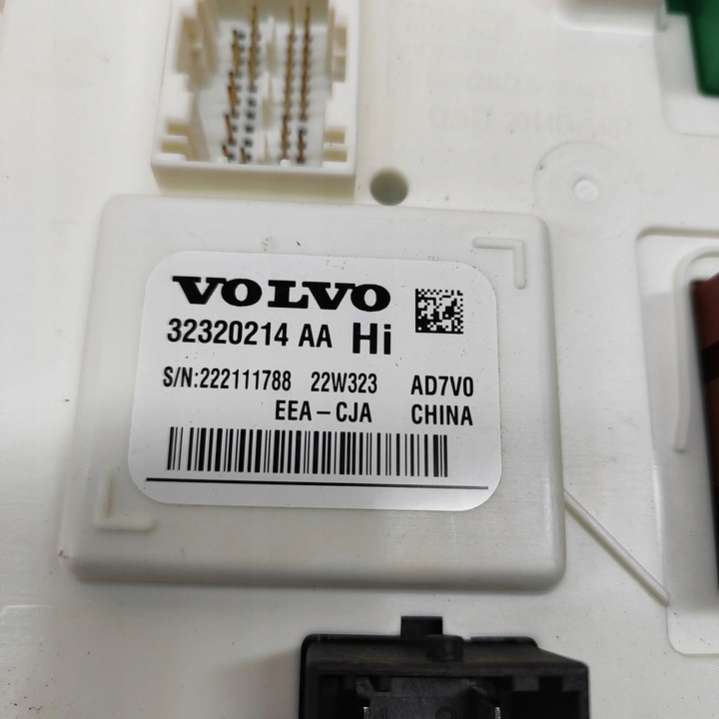 VOLVO
32320214 AA Hi
S/N:222111788 22W323 AD7V0
EEA-CJA CHINA